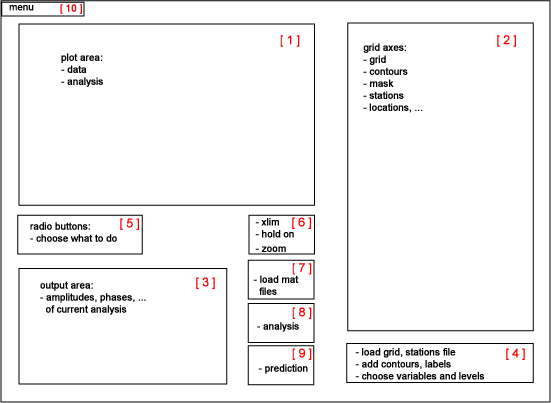 menu [ 10 ]
[ 1 ]
plot area:
- data
- analysis
[ 2 ]
grid axes:
- grid
- contours
- mask
- stations
- locations, ...
radio buttons: [ 5 ]
- choose what to do
- xlim [ 6 ]
- hold on
- zoom
[ 7 ]
- load mat
files
[ 3 ]
output area:
- amplitudes, phases, ...
of current analysis
[ 8 ]
- analysis
[ 9 ]
- prediction
- load grid, stations file [ 4 ]
- add contours, labels
- choose variables and levels